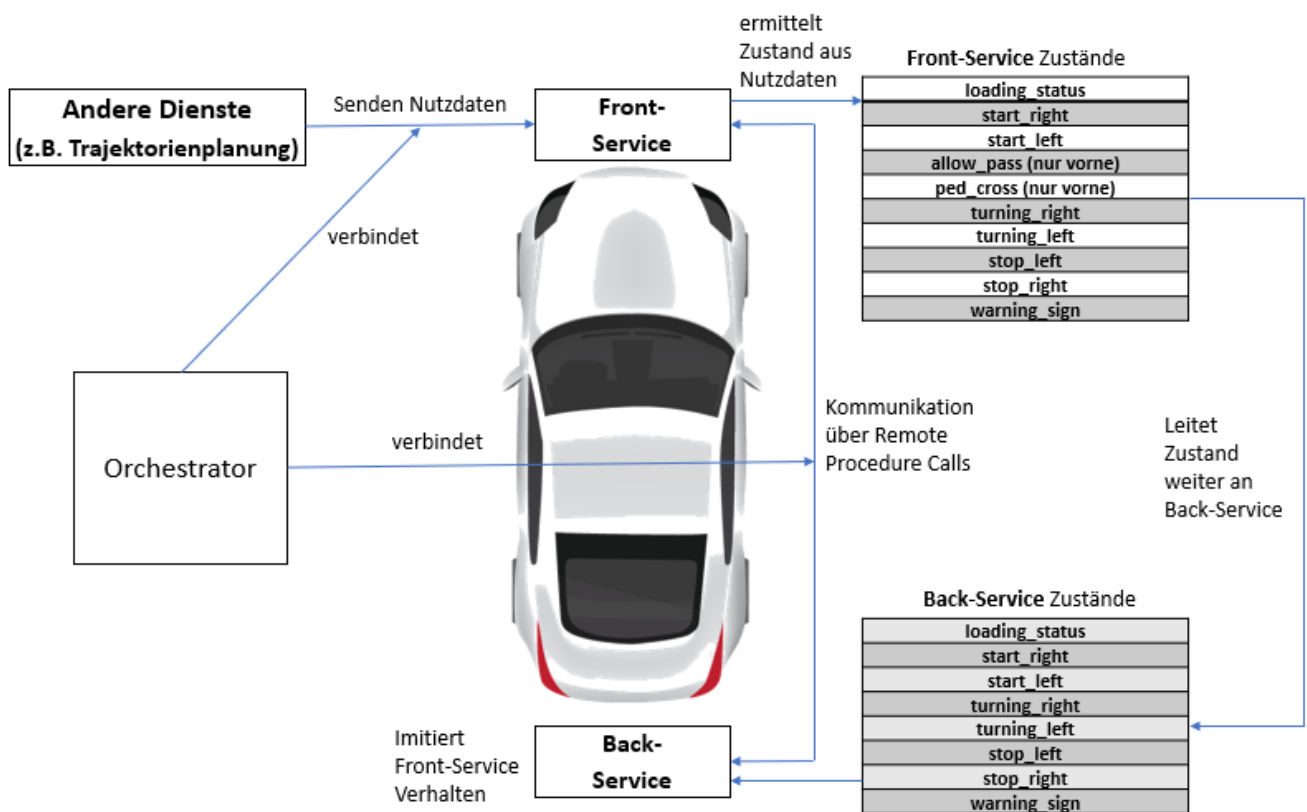 ermittelt
Zustand aus
Nutzdaten
Front-Service Zustände
loading_status
start_right
start_left
allow_pass (nur vorne)
ped_cross (nur vorne)
turning_right
turning_left
stop_left
stop_right
warning_sign
Andere Dienste
(z.B. Trajektorienplanung)
Senden Nutzdaten
Front-
Service
verbindet
Orchestrator
verbindet
Kommunikation
über Remote
Procedure Calls
Leitet
Zustand
weiter an
Back-Service
Back-Service Zustände
loading_status
start_right
start_left
turning_right
turning_left
stop_left
stop_right
warning_sign
Imitiert
Front-Service
Verhalten
Back-
Service